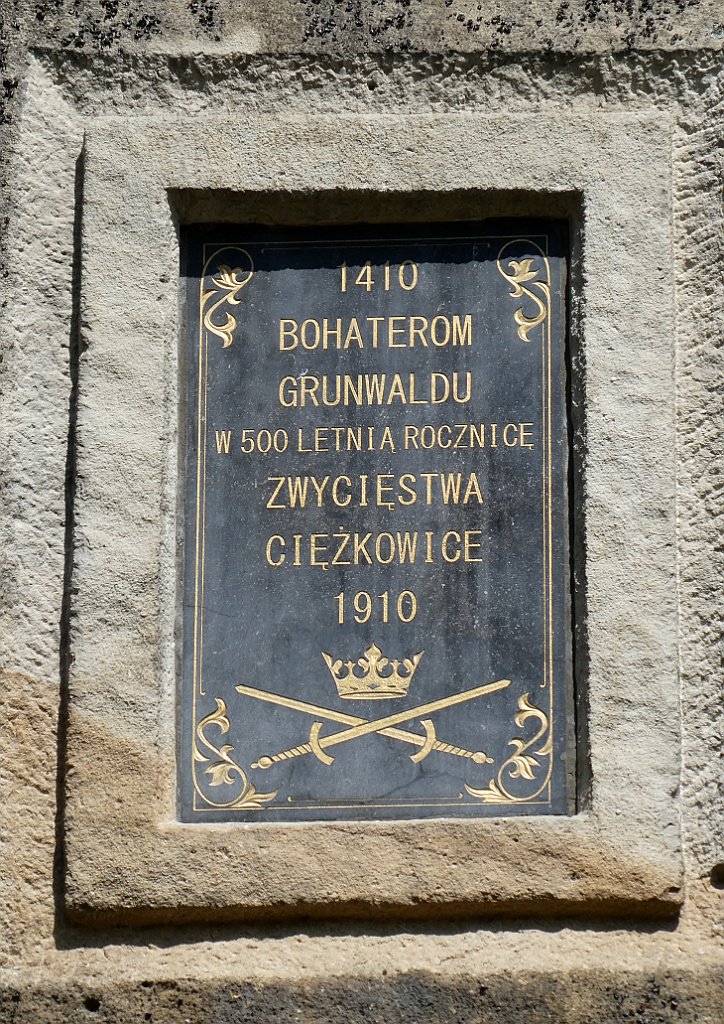 1410
BOHATEROM
GRUNWALDU
W 500 LETNIĄ ROCZNICĘ
ZWYCIĘSTWA
CIĘŻKOWICE
1910